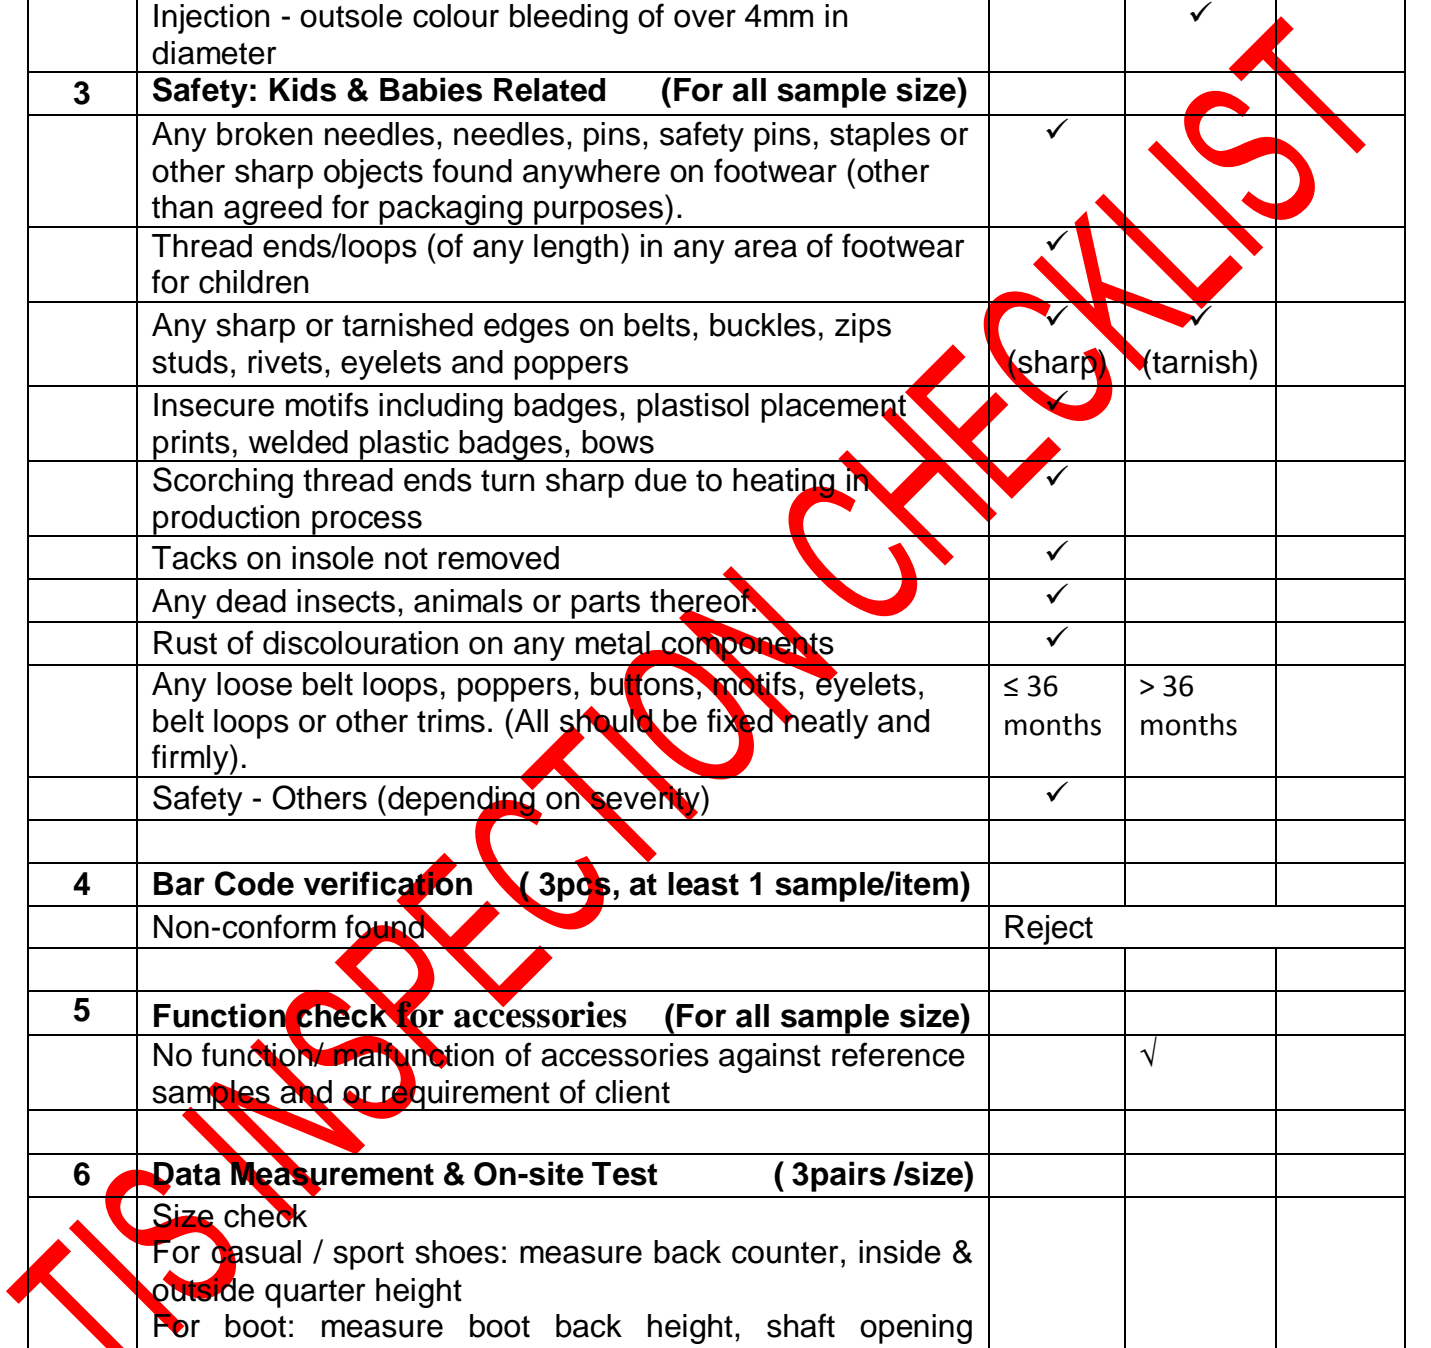 Injection - outsole colour bleeding of over 4mm in ✓
diameter
3 Safety: Kids & Babies Related (For all sample size)
Any broken needles, needles, pins, safety pins, staples or ✓
other sharp objects found anywhere on footwear (other
than agreed for packaging purposes).
Thread ends/loops (of any length) in any area of footwear ✓
for children
Any sharp or tarnished edges on belts, buckles, zips ✓ ✓
studs, rivets, eyelets and poppers (sharp) (tarnish)
Insecure motifs including badges, plastisol placement ✓
prints, welded plastic badges, bows
Scorching thread ends turn sharp due to heating in ✓
production process
Tacks on insole not removed ✓
Any dead insects, animals or parts thereof. ✓
Rust of discolouration on any metal components ✓
Any loose belt loops, poppers, buttons, motifs, eyelets, ≤ 36 > 36
belt loops or other trims. (All should be fixed neatly and months months
firmly).
Safety - Others (depending on severity) ✓
4 Bar Code verification ( 3pcs, at least 1 sample/item)
Non-conform found Reject
5 Function check for accessories (For all sample size)
No function/ malfunction of accessories against reference √
samples and or requirement of client
6 Data Measurement & On-site Test ( 3pairs /size)
Size check
For casual / sport shoes: measure back counter, inside &
outside quarter height
For boot: measure boot back height, shaft opening
TIS INSPECTION CHECKLIST